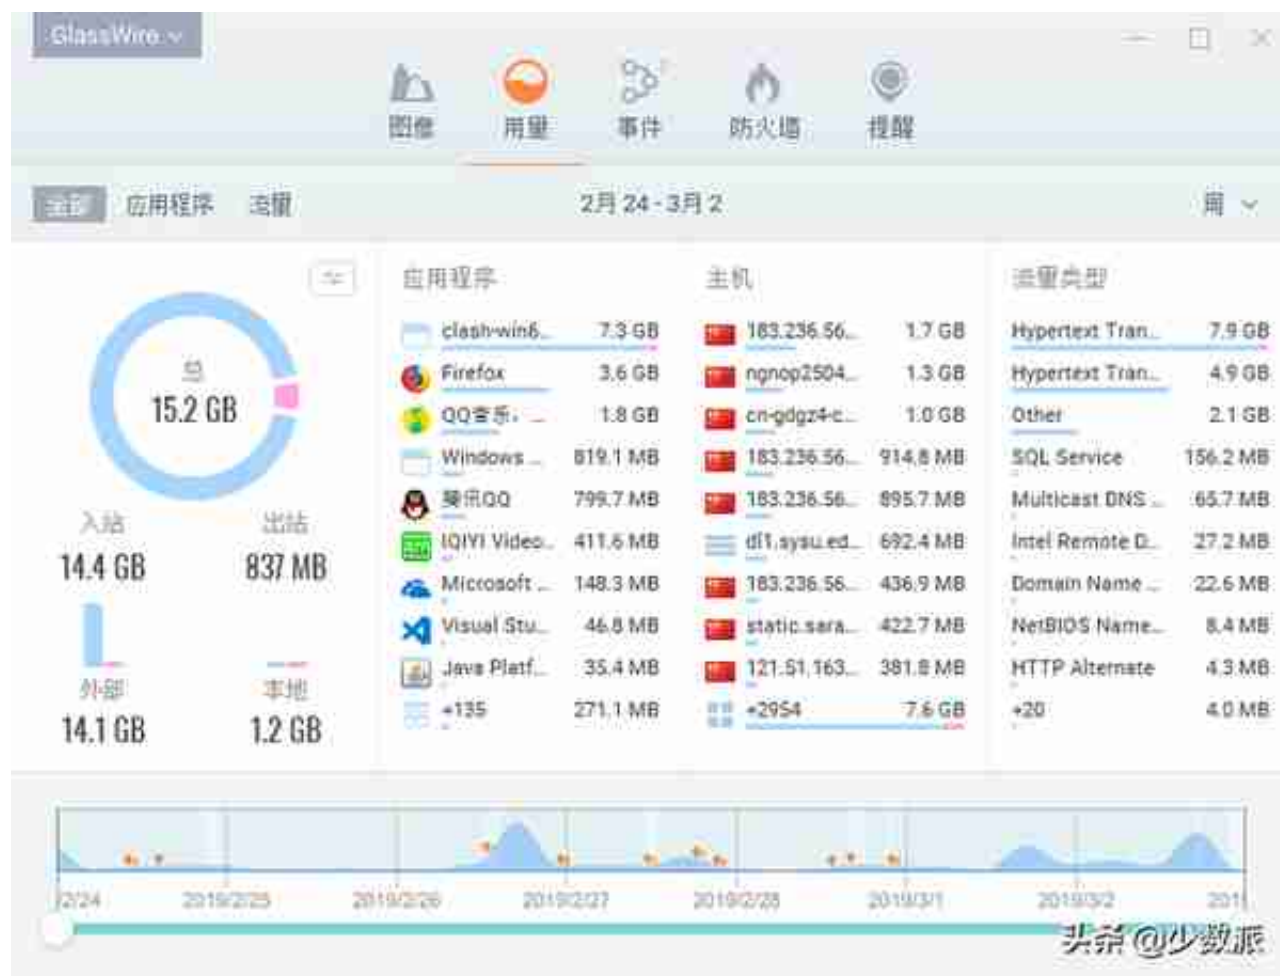 GlassWire
图像 用量 事件 防火墙 提醒
全部 应用程序 流量 2月 24 - 3月 2 周
应用程序 主机 流量类型
clash-win6... 7.3 GB 183.236.56... 1.7 GB Hypertext Tran... 7.9 GB
Firefox 3.6 GB ngnop2504... 1.3 GB Hypertext Tran... 4.9 GB
总
15.2 GB
QQ音乐, ... 1.8 GB cn-gdgz4-c... 1.0 GB Other 2.1 GB
Windows ... 819.1 MB 183.236.56... 914.8 MB SQL Service 156.2 MB
腾讯QQ 799.7 MB 183.236.56... 895.7 MB Multicast DNS ... 65.7 MB
入站 出站
14.4 GB 837 MB
IQIYI Video... 411.6 MB dl1.sysu.ed... 692.4 MB Intel Remote D... 27.2 MB
Microsoft ... 148.3 MB 183.236.56... 436.9 MB Domain Name ... 22.6 MB
Visual Stu... 46.8 MB static.sara... 422.7 MB NetBIOS Name... 8.4 MB
Java Platf... 35.4 MB 121.51.163... 381.8 MB HTTP Alternate 4.3 MB
外部 本地
14.1 GB 1.2 GB
+135 271.1 MB +2954 7.6 GB +20 4.0 MB
/2/24 2019/2/25 2019/2/26 2019/2/27 2019/2/28 2019/3/1 2019/3/2 201
头条 @少数派